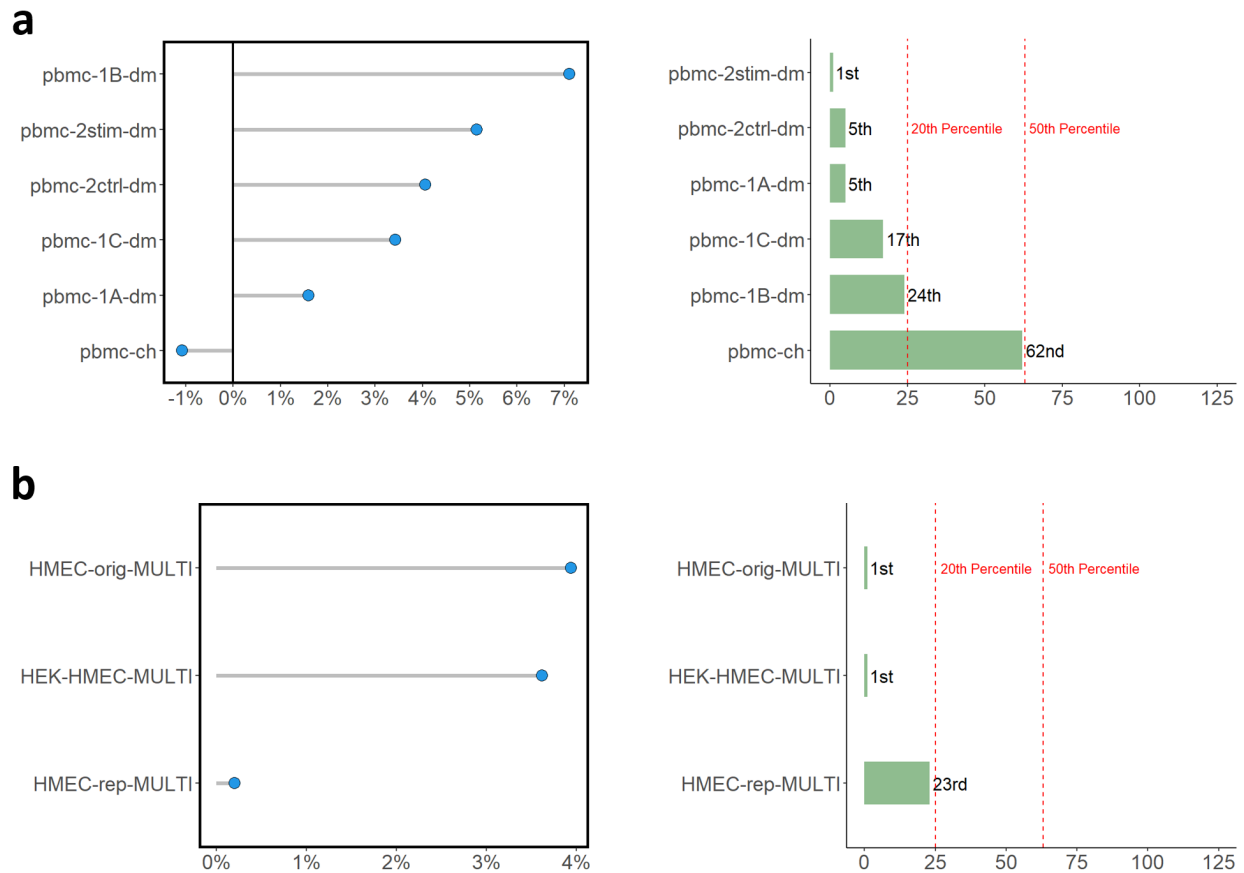 a
pbmc-1B-dm
pbmc-2stim-dm
pbmc-2ctrl-dm
pbmc-1C-dm
pbmc-1A-dm
pbmc-ch
-1% 0% 1% 2% 3% 4% 5% 6% 7%
pbmc-2stim-dm 1st
pbmc-2ctrl-dm 5th 20th Percentile 50th Percentile
pbmc-1A-dm 5th
pbmc-1C-dm 17th
pbmc-1B-dm 24th
pbmc-ch 62nd
0 25 50 75 100 125
b
HMEC-orig-MULTI
HEK-HMEC-MULTI
HMEC-rep-MULTI
0% 1% 2% 3% 4%
HMEC-orig-MULTI 1st 20th Percentile 50th Percentile
HEK-HMEC-MULTI 1st
HMEC-rep-MULTI 23rd
0 25 50 75 100 125